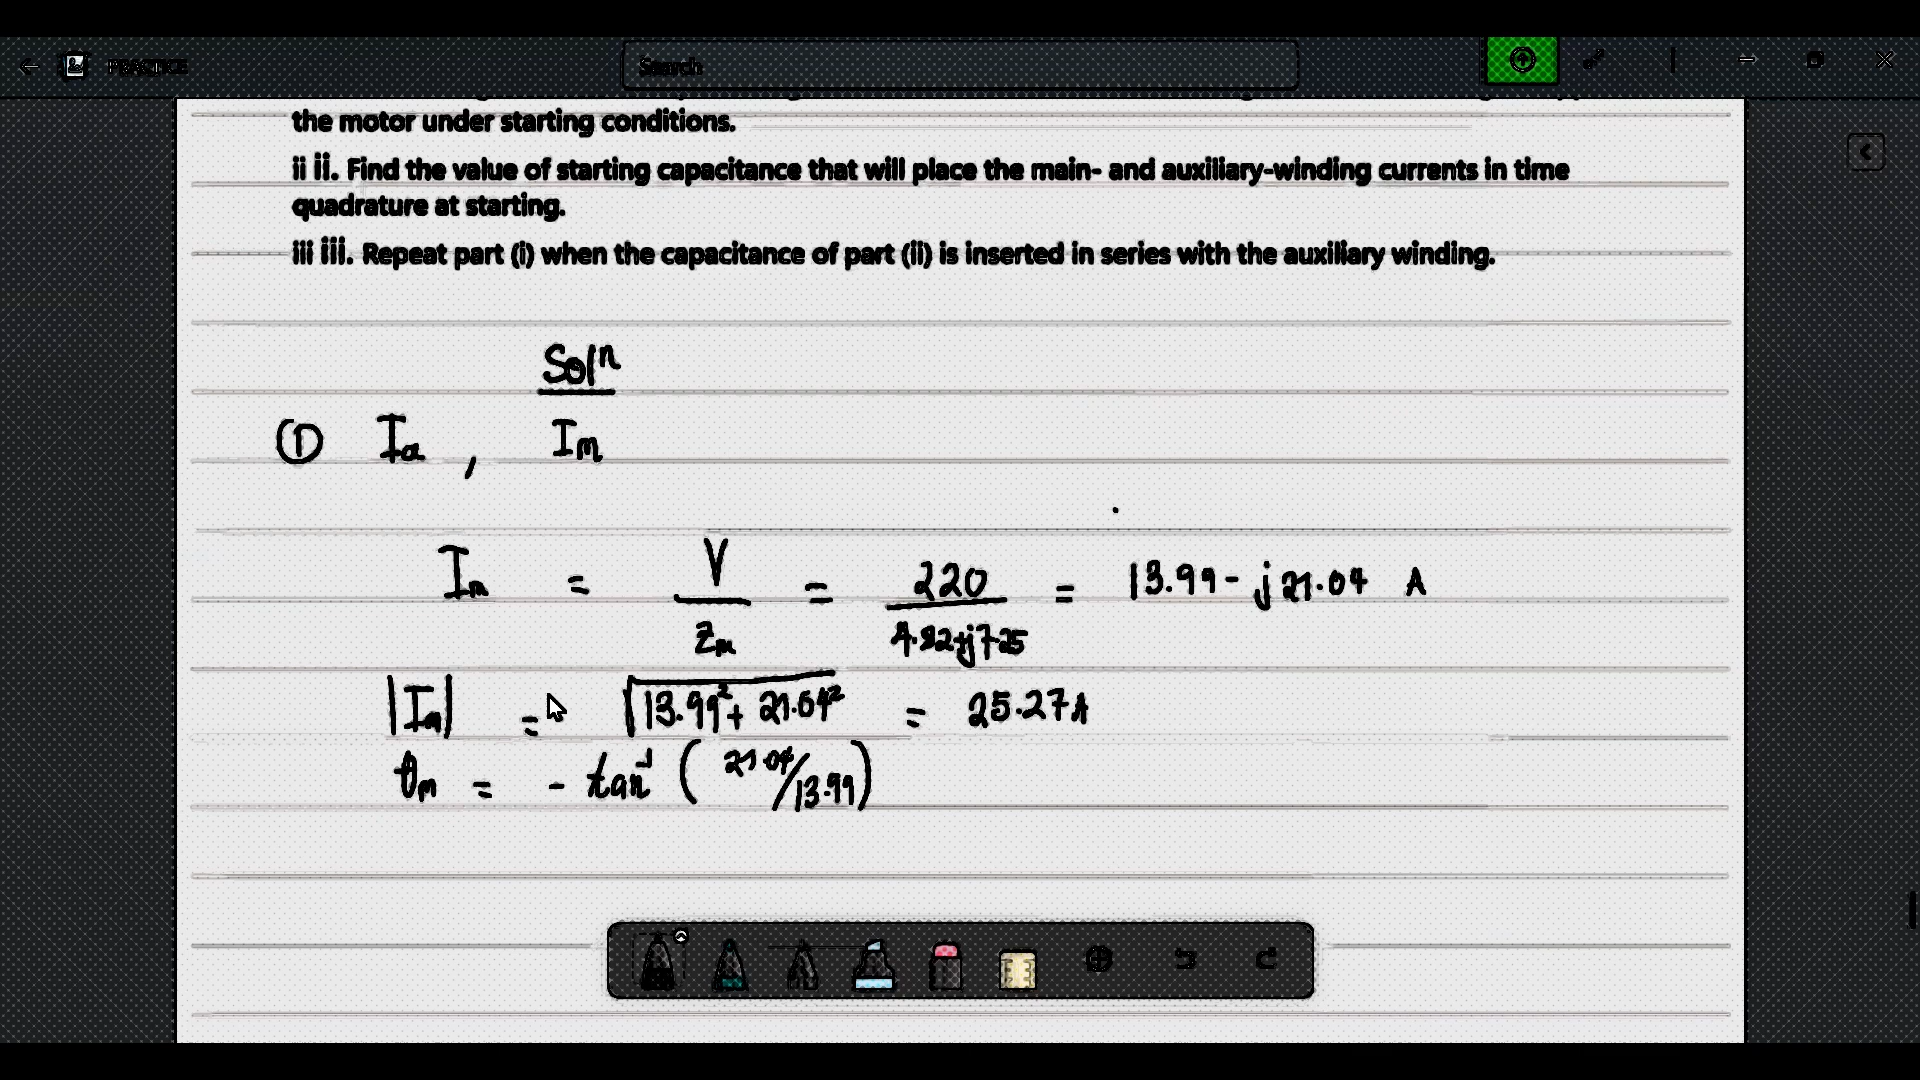 PRACTICE
Search
the motor under starting conditions.
ii ii. Find the value of starting capacitance that will place the main- and auxiliary-winding currents in time
quadrature at starting.
iii iii. Repeat part (i) when the capacitance of part (ii) is inserted in series with the auxiliary winding.
Solⁿ
① Ia , Im
Im = V/Zm = 220/4.82+j7.25 = 13.99 - j21.04 A
|Im| = √13.99² + 21.04² = 25.27A
θm = - tan⁻¹ (21.04/13.99)